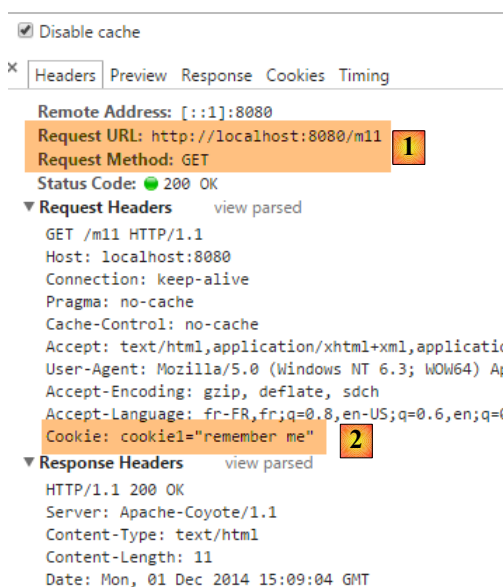 Disable cache
× Headers Preview Response Cookies Timing
Remote Address: [::1]:8080
Request URL: http://localhost:8080/m11
1
Request Method: GET
Status Code: 200 OK
▼ Request Headers view parsed
GET /m11 HTTP/1.1
Host: localhost:8080
Connection: keep-alive
Pragma: no-cache
Cache-Control: no-cache
Accept: text/html,application/xhtml+xml,applicatio
User-Agent: Mozilla/5.0 (Windows NT 6.3; WOW64) Ap
Accept-Encoding: gzip, deflate, sdch
Accept-Language: fr-FR,fr;q=0.8,en-US;q=0.6,en;q=0
Cookie: cookie1="remember me"
2
▼ Response Headers view parsed
HTTP/1.1 200 OK
Server: Apache-Coyote/1.1
Content-Type: text/html
Content-Length: 11
Date: Mon, 01 Dec 2014 15:09:04 GMT